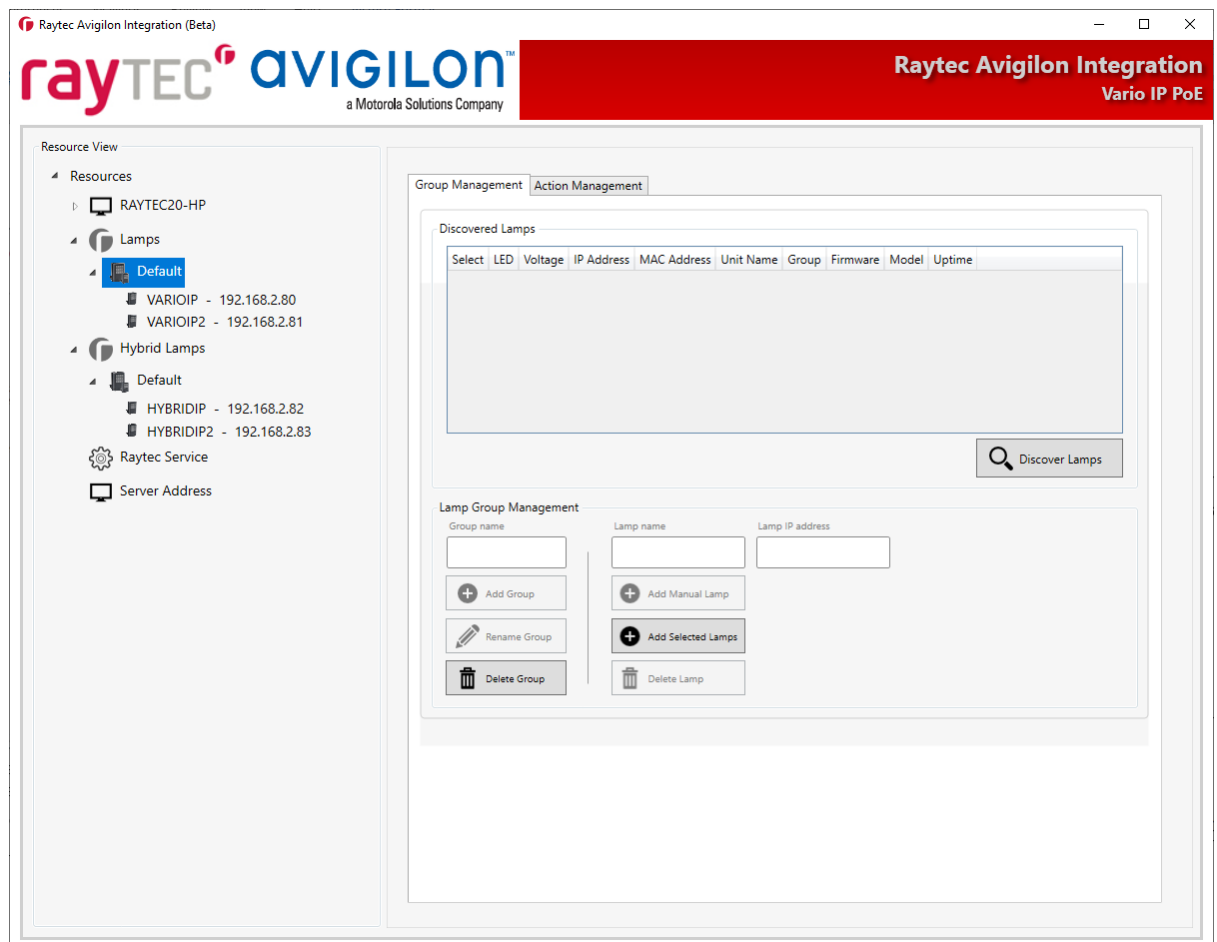 Raytec Avigilon Integration (Beta)
rayTEC AVIGILON™
a Motorola Solutions Company
Raytec Avigilon Integration
Vario IP PoE
Resource View
Resources
RAYTEC20-HP
Lamps
Default
VARIOIP - 192.168.2.80
VARIOIP2 - 192.168.2.81
Hybrid Lamps
Default
HYBRIDIP - 192.168.2.82
HYBRIDIP2 - 192.168.2.83
Raytec Service
Server Address
Group Management Action Management
Discovered Lamps
Select LED Voltage IP Address MAC Address Unit Name Group Firmware Model Uptime
Discover Lamps
Lamp Group Management
Group name Lamp name Lamp IP address
Add Group Add Manual Lamp
Rename Group Add Selected Lamps
Delete Group Delete Lamp